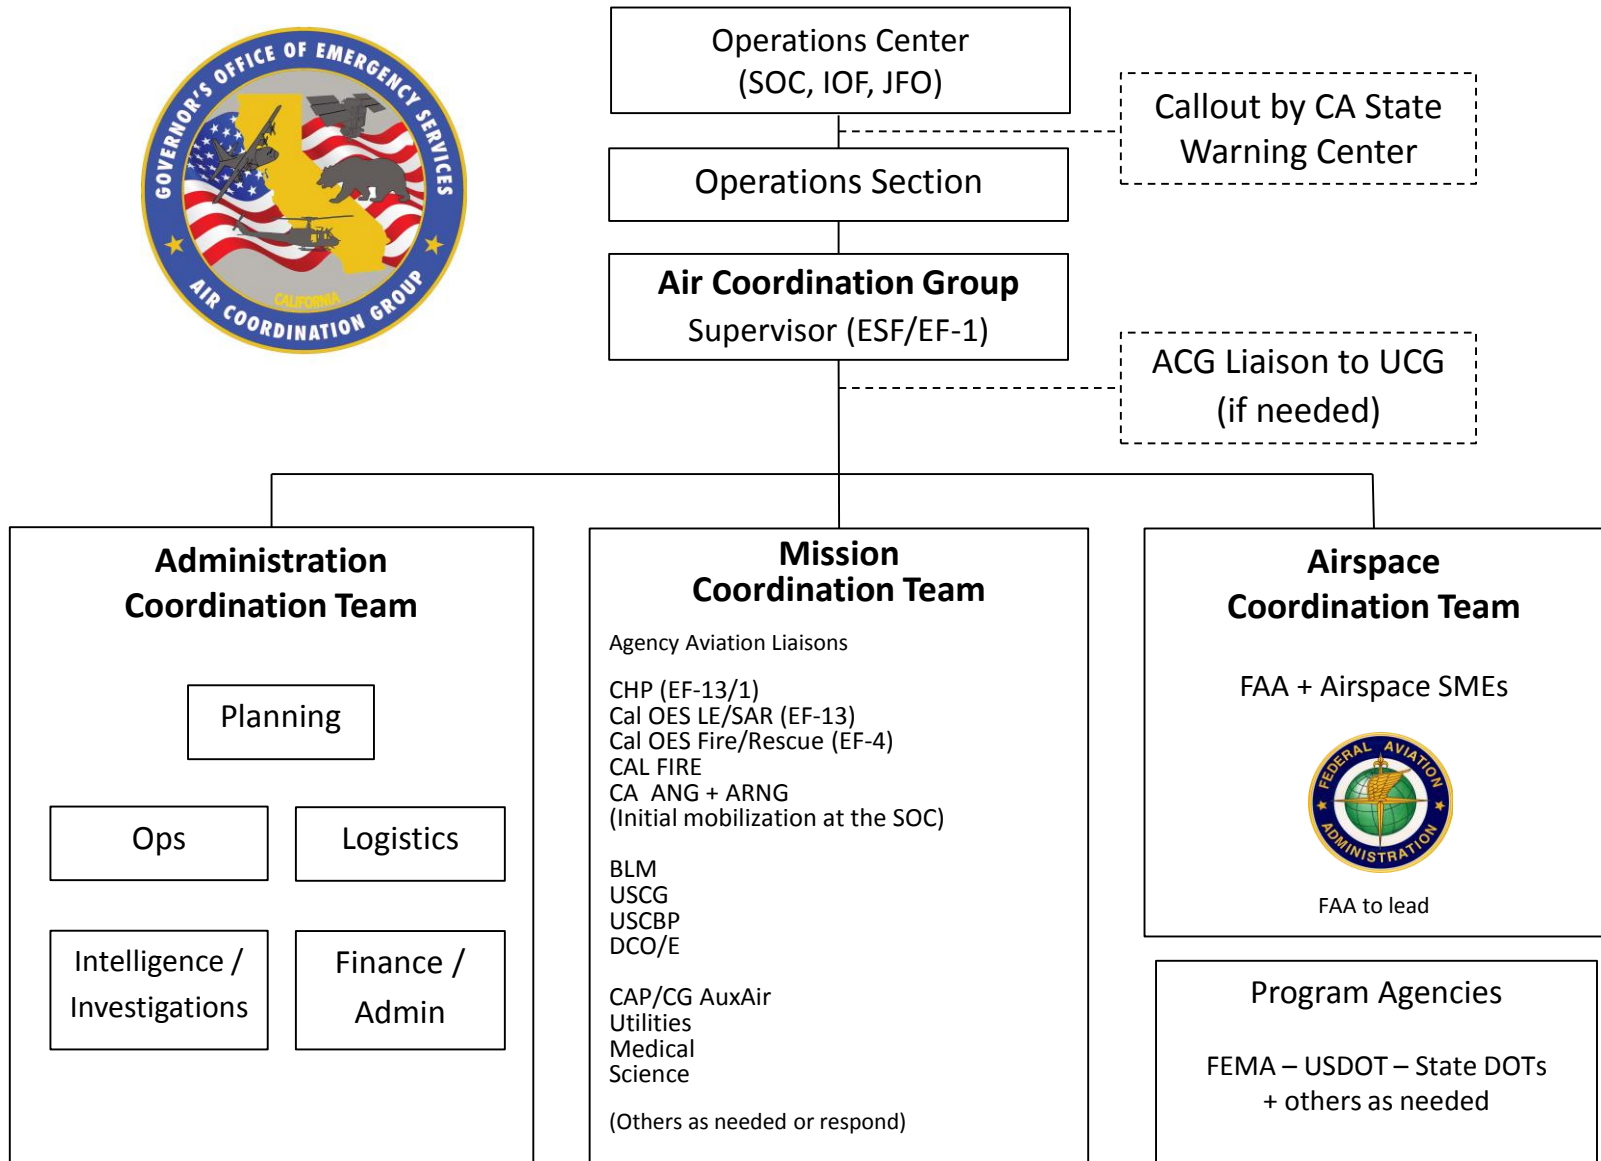 GOVERNOR'S OFFICE OF EMERGENCY SERVICES
CALIFORNIA
AIR COORDINATION GROUP
Operations Center
(SOC, IOF, JFO)
Callout by CA State
Warning Center
Operations Section
Air Coordination Group
Supervisor (ESF/EF-1)
ACG Liaison to UCG
(if needed)
Administration
Coordination Team
Planning
Ops
Logistics
Intelligence /
Investigations
Finance /
Admin
Mission
Coordination Team
Agency Aviation Liaisons
CHP (EF-13/1)
Cal OES LE/SAR (EF-13)
Cal OES Fire/Rescue (EF-4)
CAL FIRE
CA  ANG + ARNG
(Initial mobilization at the SOC)
BLM
USCG
USCBP
DCO/E
CAP/CG AuxAir
Utilities
Medical
Science
(Others as needed or respond)
Airspace
Coordination Team
FAA + Airspace SMEs
FEDERAL AVIATION
ADMINISTRATION
FAA to lead
Program Agencies
FEMA – USDOT – State DOTs
+ others as needed